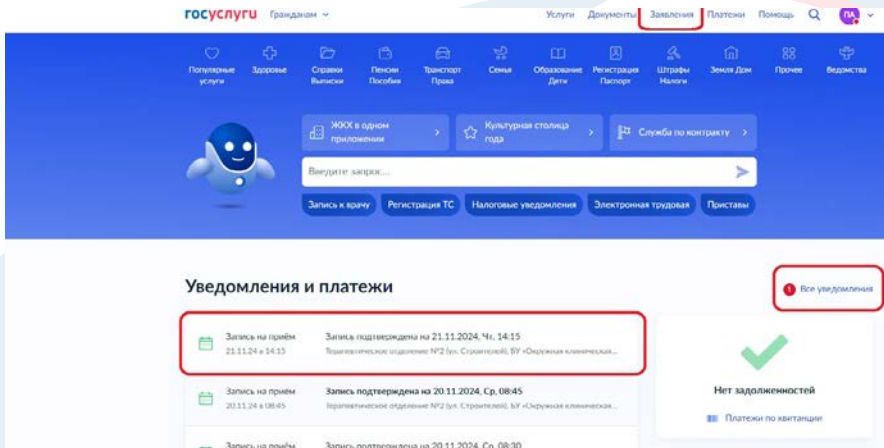 госуслуги Гражданам Услуги Документы Заявления Платежи Помощь ПА
Популярные услуги
Здоровье
Справки Выписки
Пенсии Пособия
Транспорт Права
Семья
Образование Дети
Регистрация Паспорт
Штрафы Налоги
Земля Дом
Прочее
Ведомства
ЖКХ в одном приложении
Культурная столица года
Служба по контракту
Введите запрос...
Запись к врачу Регистрация ТС Налоговые уведомления Электронная трудовая Приставы
Уведомления и платежи
1 Все уведомления
Запись на приём Запись подтверждена на 21.11.2024, Чт, 14:15
21.11.24 в 14:15 Терапевтическое отделение №2 (ул. Строителей), БУ «Окружная клиническая...
Запись на приём Запись подтверждена на 20.11.2024, Ср, 08:45
20.11.24 в 08:45 Терапевтическое отделение №2 (ул. Строителей), БУ «Окружная клиническая...
Запись на приём Запись подтверждена на 20.11.2024, Ср, 08:30
Нет задолженностей
Платежи по квитанции